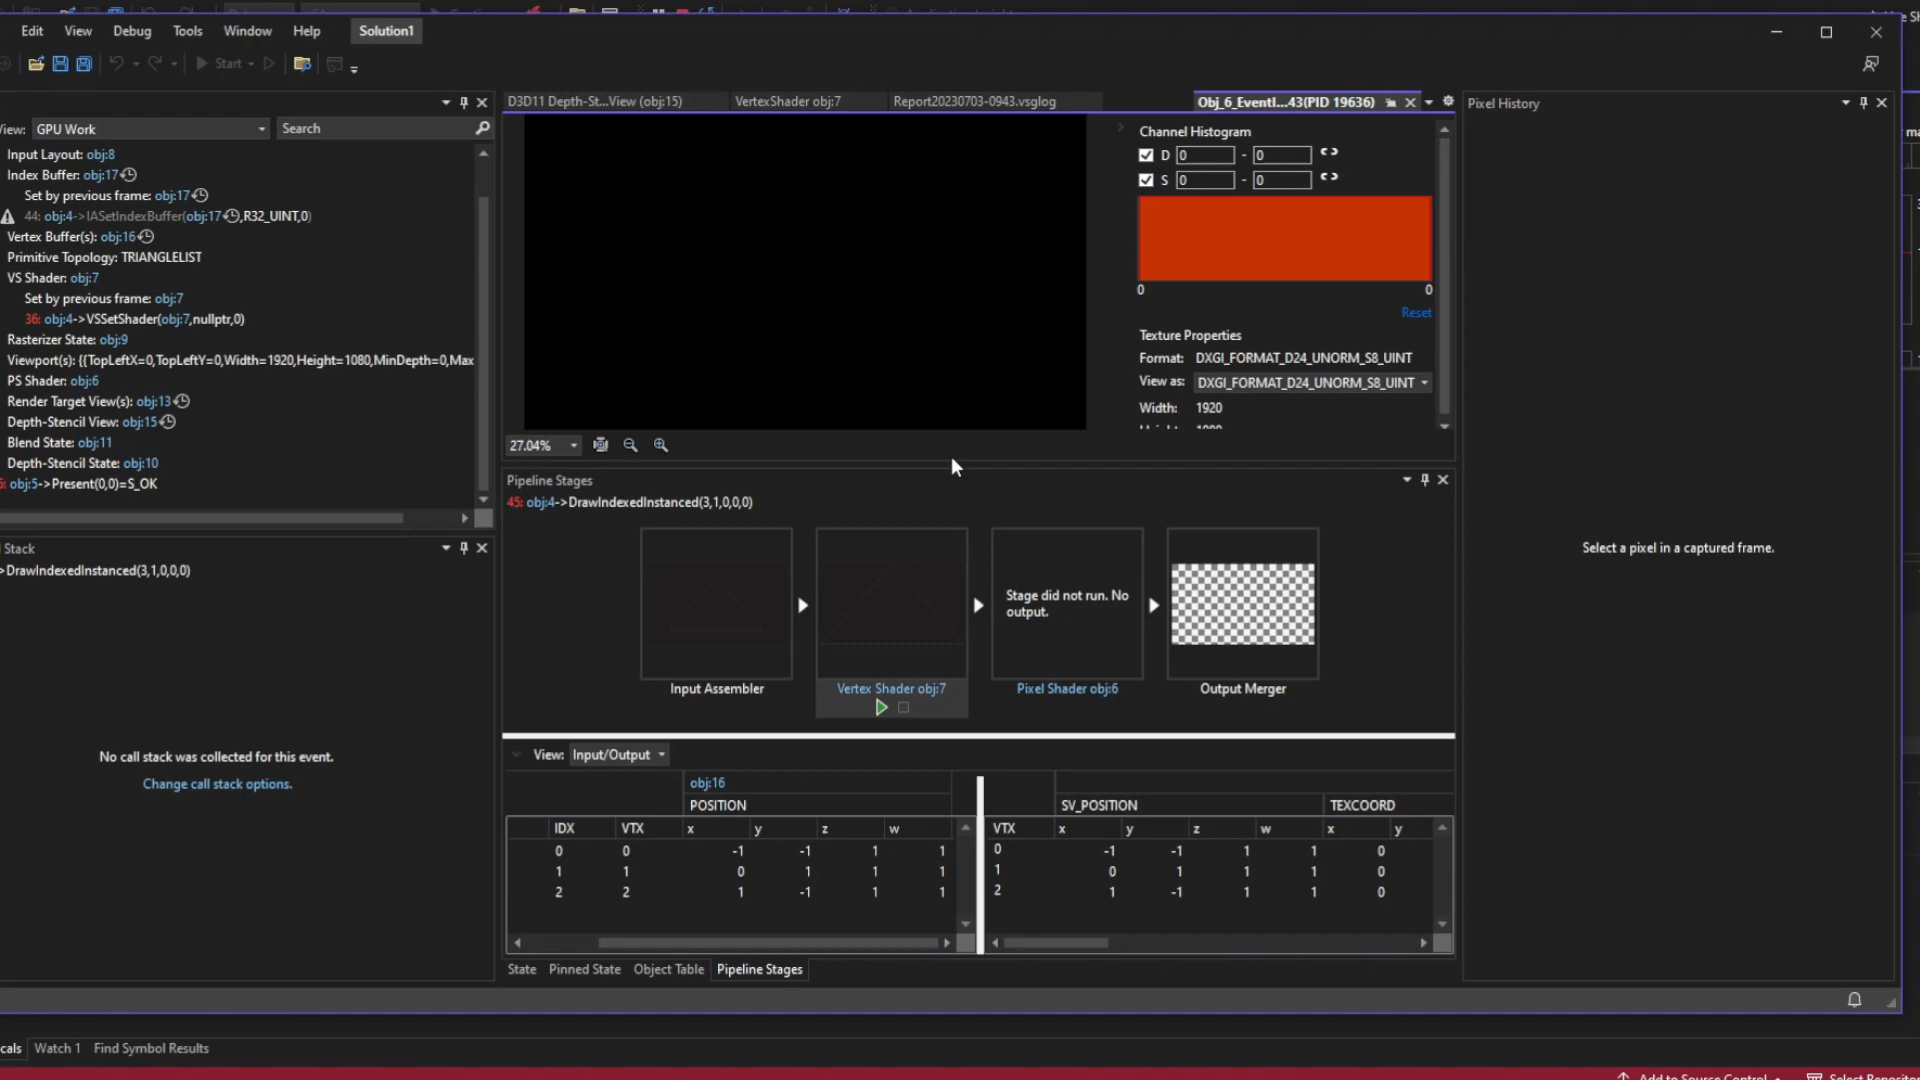 Edit View Debug Tools Window Help Solution1
Start
View: GPU Work Search
Input Layout: obj:8
Index Buffer: obj:17
Set by previous frame: obj:17
44: obj:4->IASetIndexBuffer(obj:17,R32_UINT,0)
Vertex Buffer(s): obj:16
Primitive Topology: TRIANGLELIST
VS Shader: obj:7
Set by previous frame: obj:7
36: obj:4->VSSetShader(obj:7,nullptr,0)
Rasterizer State: obj:9
Viewport(s): {{TopLeftX=0,TopLeftY=0,Width=1920,Height=1080,MinDepth=0,Max
PS Shader: obj:6
Render Target View(s): obj:13
Depth-Stencil View: obj:15
Blend State: obj:11
Depth-Stencil State: obj:10
obj:5->Present(0,0)=S_OK
Stack
>DrawIndexedInstanced(3,1,0,0,0)
No call stack was collected for this event.
Change call stack options.
D3D11 Depth-St...View (obj:15) VertexShader obj:7 Report20230703-0943.vsglog Obj_6_EventI...43(PID 19636)
Channel Histogram
D 0 - 0
S 0 - 0
0 0
Reset
Texture Properties
Format: DXGI_FORMAT_D24_UNORM_S8_UINT
View as: DXGI_FORMAT_D24_UNORM_S8_UINT
Width: 1920
27.04%
Pipeline Stages
45: obj:4->DrawIndexedInstanced(3,1,0,0,0)
Stage did not run. No
output.
Input Assembler Vertex Shader obj:7 Pixel Shader obj:6 Output Merger
View: Input/Output
obj:16
POSITION SV_POSITION TEXCOORD
IDX VTX x y z w VTX x y z w x y
0 0 -1 -1 1 1 0 -1 -1 1 1 0
1 1 0 1 1 1 1 0 1 1 1 0
2 2 1 -1 1 1 2 1 -1 1 1 0
State Pinned State Object Table Pipeline Stages
Pixel History
Select a pixel in a captured frame.
cals Watch 1 Find Symbol Results